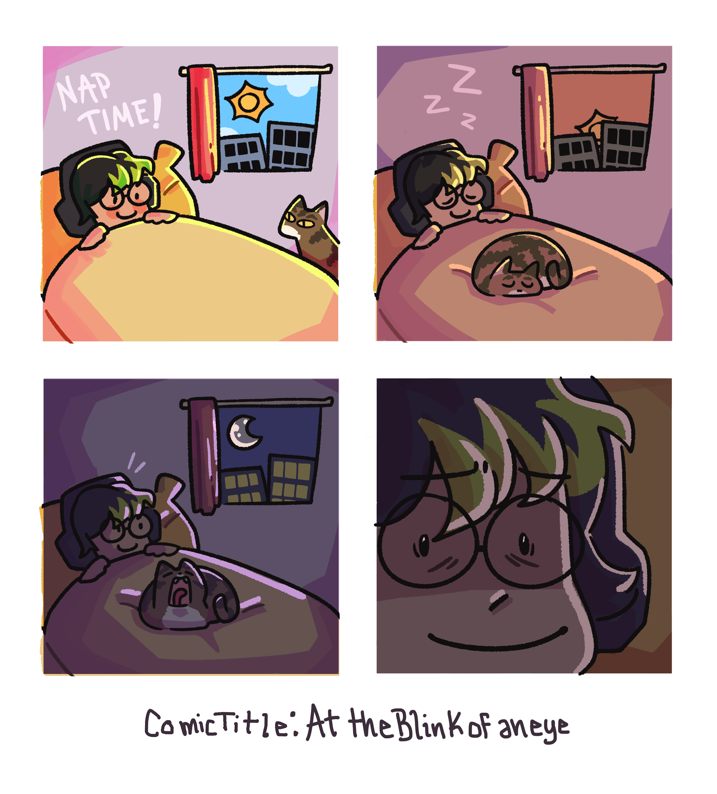 NAP
TIME!
Z
Z
Z
ComicTitle: At theBlinkof aneye